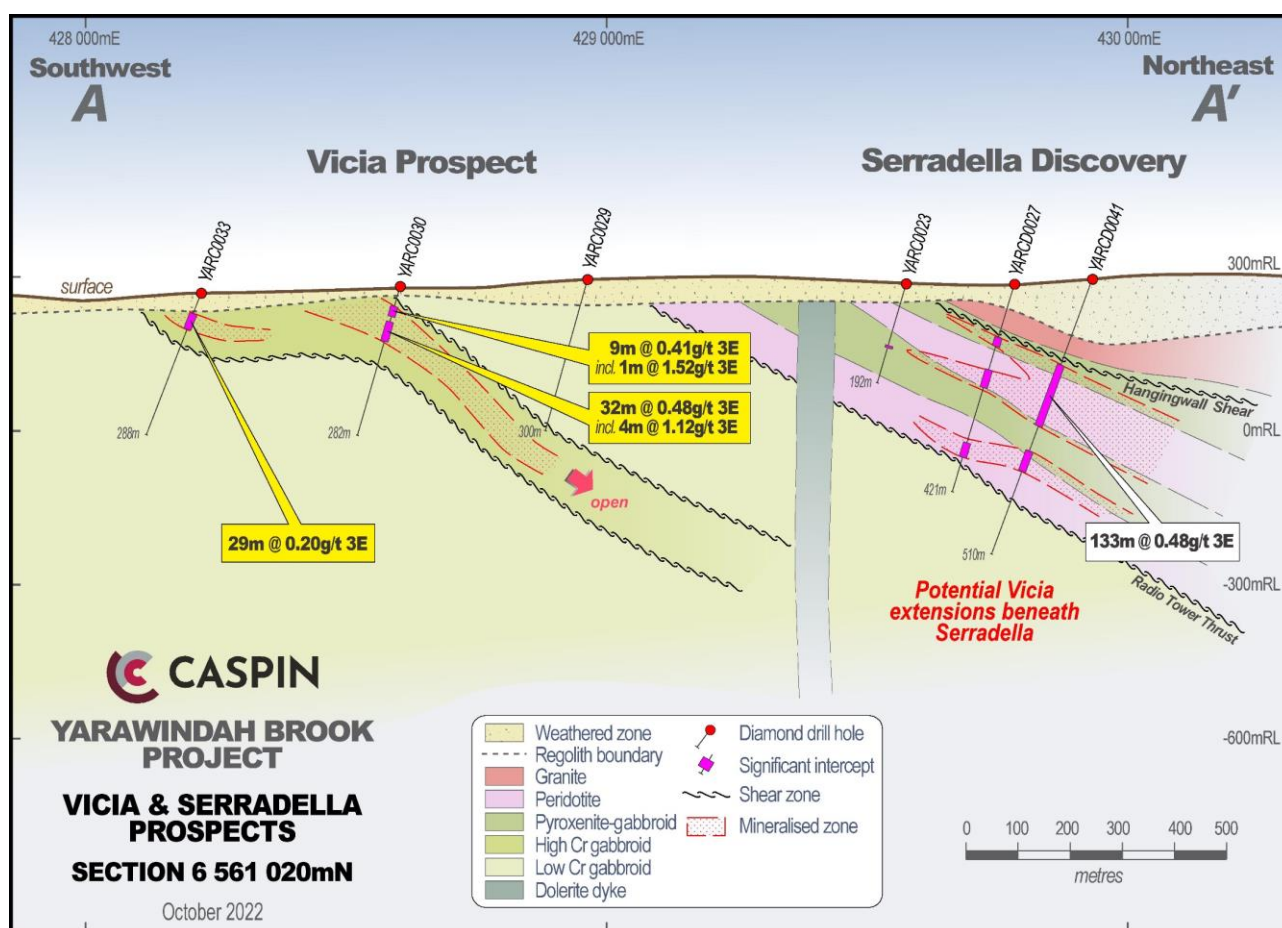 428 000mE
429 000mE
430 00mE
Southwest
A
Northeast
A'
Vicia Prospect
Serradella Discovery
YARC0033
YARC0030
YARC0029
YARC0023
YARCD0027
YARCD0041
surface
300mRL
9m @ 0.41g/t 3E
incl. 1m @ 1.52g/t 3E
32m @ 0.48g/t 3E
incl. 4m @ 1.12g/t 3E
192m
Hangingwall Shear
288m
282m
300m
0mRL
open
421m
29m @ 0.20g/t 3E
133m @ 0.48g/t 3E
510m
-300mRL
Radio Tower Thrust
Potential Vicia
extensions beneath
Serradella
CASPIN
YARAWINDAH BROOK
PROJECT
VICIA & SERRADELLA
PROSPECTS
SECTION 6 561 020mN
October 2022
Weathered zone
Regolith boundary
Granite
Peridotite
Pyroxenite-gabbroid
High Cr gabbroid
Low Cr gabbroid
Dolerite dyke
Diamond drill hole
Significant intercept
Shear zone
Mineralised zone
-600mRL
0 100 200 300 400 500
metres